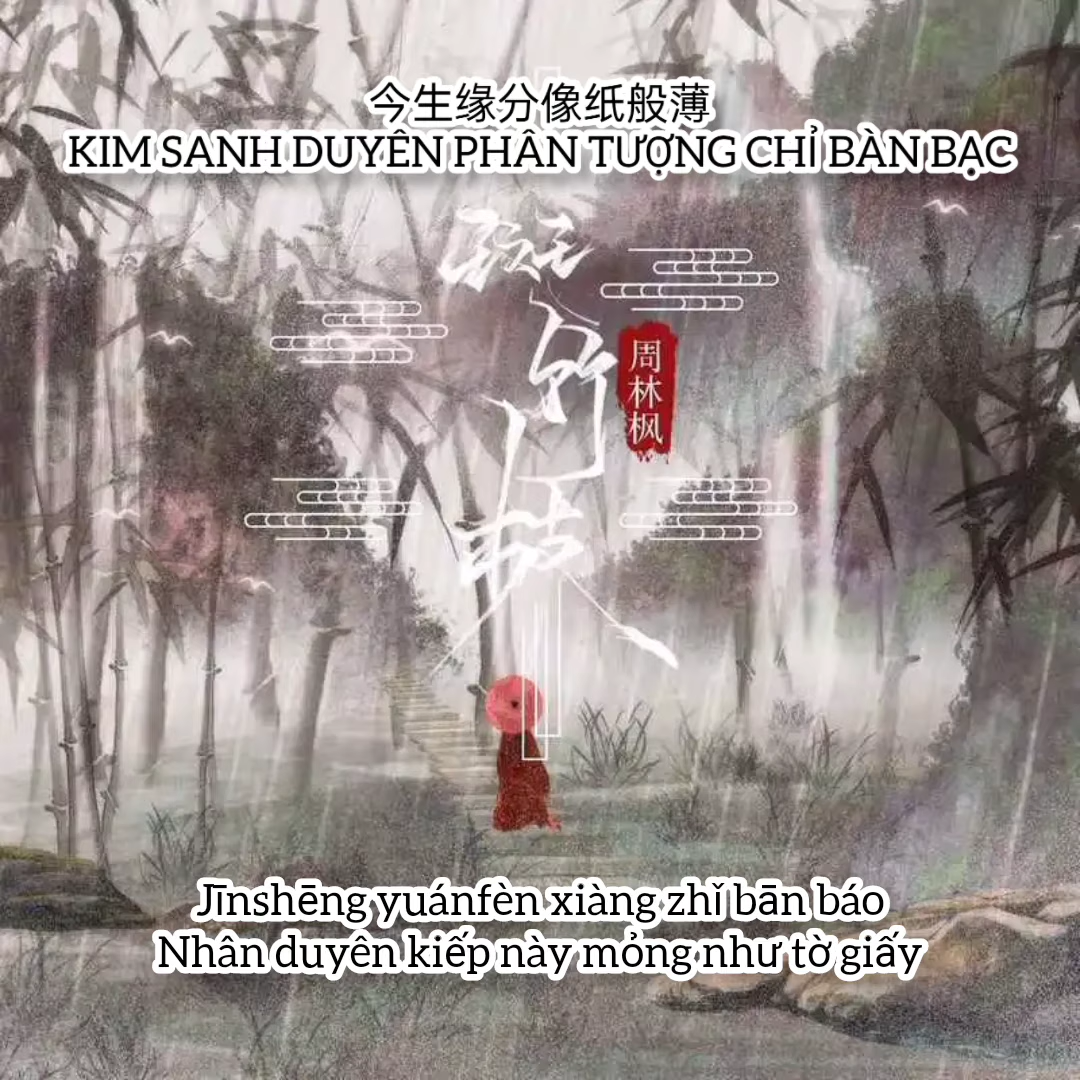 今生缘分像纸般薄
KIM SANH DUYÊN PHÂN TƯỢNG CHỈ BÀN BẠC
周林枫
Jīnshēng yuánfèn xiàng zhǐ bān báo
Nhân duyên kiếp này mỏng như tờ giấy